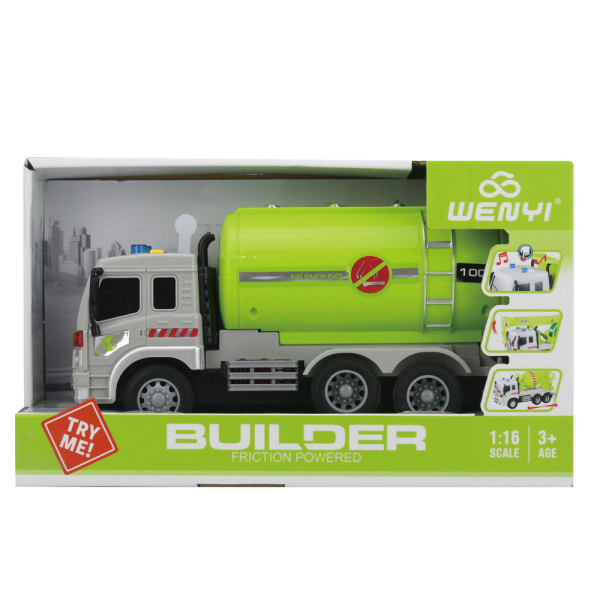 WENYI®
NO SMOKING!
100
TRY
ME!
BUILDER
FRICTION POWERED
1:16
SCALE
3+
AGE